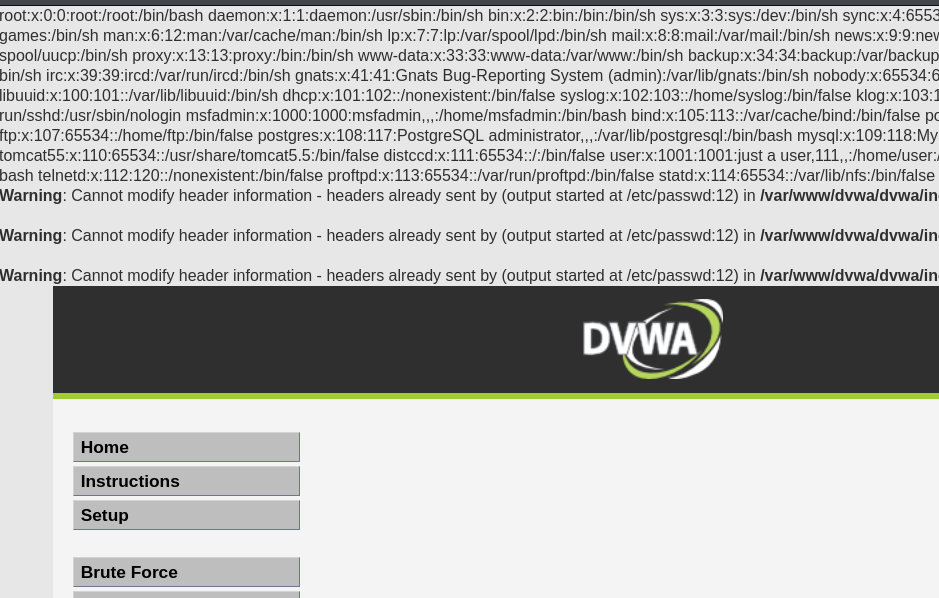 root:x:0:0:root:/root:/bin/bash daemon:x:1:1:daemon:/usr/sbin:/bin/sh bin:x:2:2:bin:/bin:/bin/sh sys:x:3:3:sys:/dev:/bin/sh sync:x:4:6553
games:/bin/sh man:x:6:12:man:/var/cache/man:/bin/sh lp:x:7:7:lp:/var/spool/lpd:/bin/sh mail:x:8:8:mail:/var/mail:/bin/sh news:x:9:9:new
spool/uucp:/bin/sh proxy:x:13:13:proxy:/bin:/bin/sh www-data:x:33:33:www-data:/var/www:/bin/sh backup:x:34:34:backup:/var/backup
bin/sh irc:x:39:39:ircd:/var/run/ircd:/bin/sh gnats:x:41:41:Gnats Bug-Reporting System (admin):/var/lib/gnats:/bin/sh nobody:x:65534:6
libuuid:x:100:101::/var/lib/libuuid:/bin/sh dhcp:x:101:102::/nonexistent:/bin/false syslog:x:102:103::/home/syslog:/bin/false klog:x:103:1
run/sshd:/usr/sbin/nologin msfadmin:x:1000:1000:msfadmin,,,:/home/msfadmin:/bin/bash bind:x:105:113::/var/cache/bind:/bin/false po
ftp:x:107:65534::/home/ftp:/bin/false postgres:x:108:117:PostgreSQL administrator,,,:/var/lib/postgresql:/bin/bash mysql:x:109:118:My
tomcat55:x:110:65534::/usr/share/tomcat5.5:/bin/false distccd:x:111:65534::/:/bin/false user:x:1001:1001:just a user,111,,:/home/user:/
bash telnetd:x:112:120::/nonexistent:/bin/false proftpd:x:113:65534::/var/run/proftpd:/bin/false statd:x:114:65534::/var/lib/nfs:/bin/false
Warning: Cannot modify header information - headers already sent by (output started at /etc/passwd:12) in /var/www/dvwa/dvwa/in
Warning: Cannot modify header information - headers already sent by (output started at /etc/passwd:12) in /var/www/dvwa/dvwa/in
Warning: Cannot modify header information - headers already sent by (output started at /etc/passwd:12) in /var/www/dvwa/dvwa/in
DVWA
Home
Instructions
Setup
Brute Force